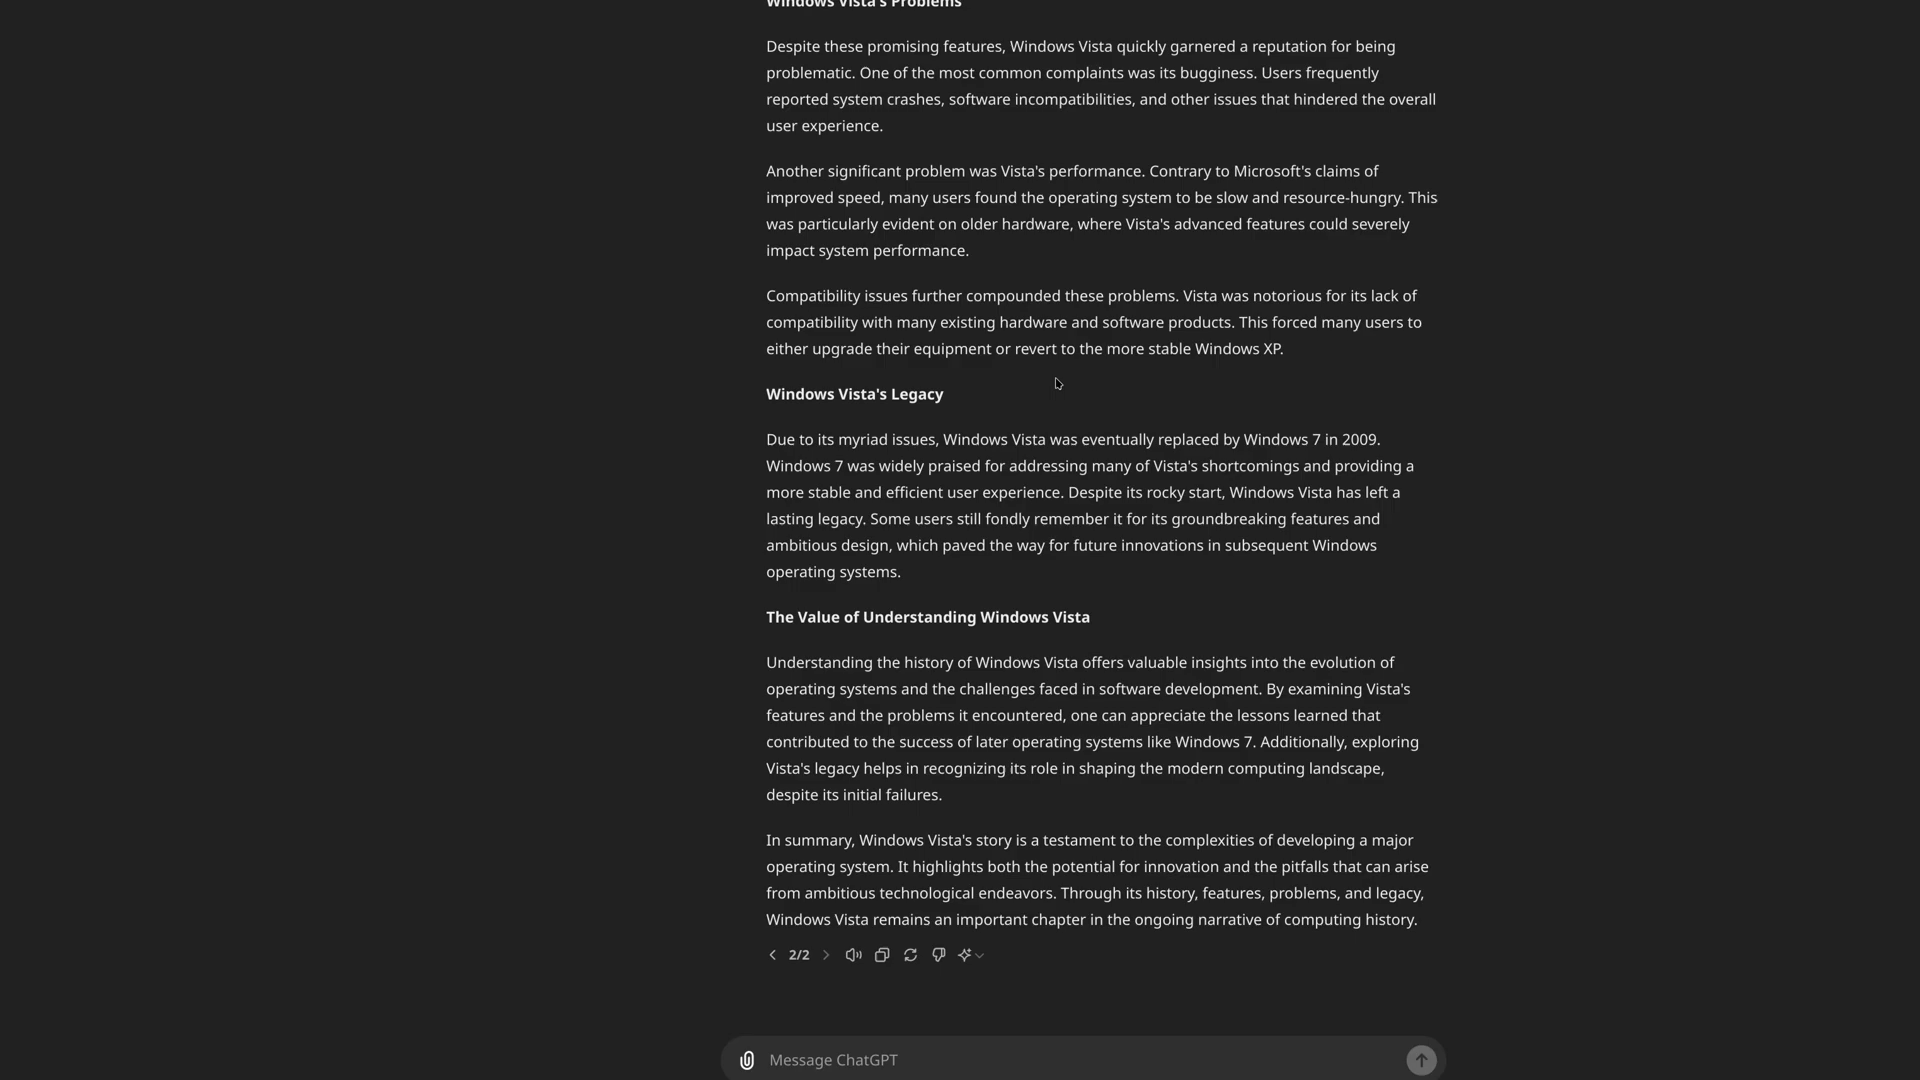 Windows Vista's Problems
Despite these promising features, Windows Vista quickly garnered a reputation for being
problematic. One of the most common complaints was its bugginess. Users frequently
reported system crashes, software incompatibilities, and other issues that hindered the overall
user experience.
Another significant problem was Vista's performance. Contrary to Microsoft's claims of
improved speed, many users found the operating system to be slow and resource-hungry. This
was particularly evident on older hardware, where Vista's advanced features could severely
impact system performance.
Compatibility issues further compounded these problems. Vista was notorious for its lack of
compatibility with many existing hardware and software products. This forced many users to
either upgrade their equipment or revert to the more stable Windows XP.
Windows Vista's Legacy
Due to its myriad issues, Windows Vista was eventually replaced by Windows 7 in 2009.
Windows 7 was widely praised for addressing many of Vista's shortcomings and providing a
more stable and efficient user experience. Despite its rocky start, Windows Vista has left a
lasting legacy. Some users still fondly remember it for its groundbreaking features and
ambitious design, which paved the way for future innovations in subsequent Windows
operating systems.
The Value of Understanding Windows Vista
Understanding the history of Windows Vista offers valuable insights into the evolution of
operating systems and the challenges faced in software development. By examining Vista's
features and the problems it encountered, one can appreciate the lessons learned that
contributed to the success of later operating systems like Windows 7. Additionally, exploring
Vista's legacy helps in recognizing its role in shaping the modern computing landscape,
despite its initial failures.
In summary, Windows Vista's story is a testament to the complexities of developing a major
operating system. It highlights both the potential for innovation and the pitfalls that can arise
from ambitious technological endeavors. Through its history, features, problems, and legacy,
Windows Vista remains an important chapter in the ongoing narrative of computing history.
2/2
Message ChatGPT